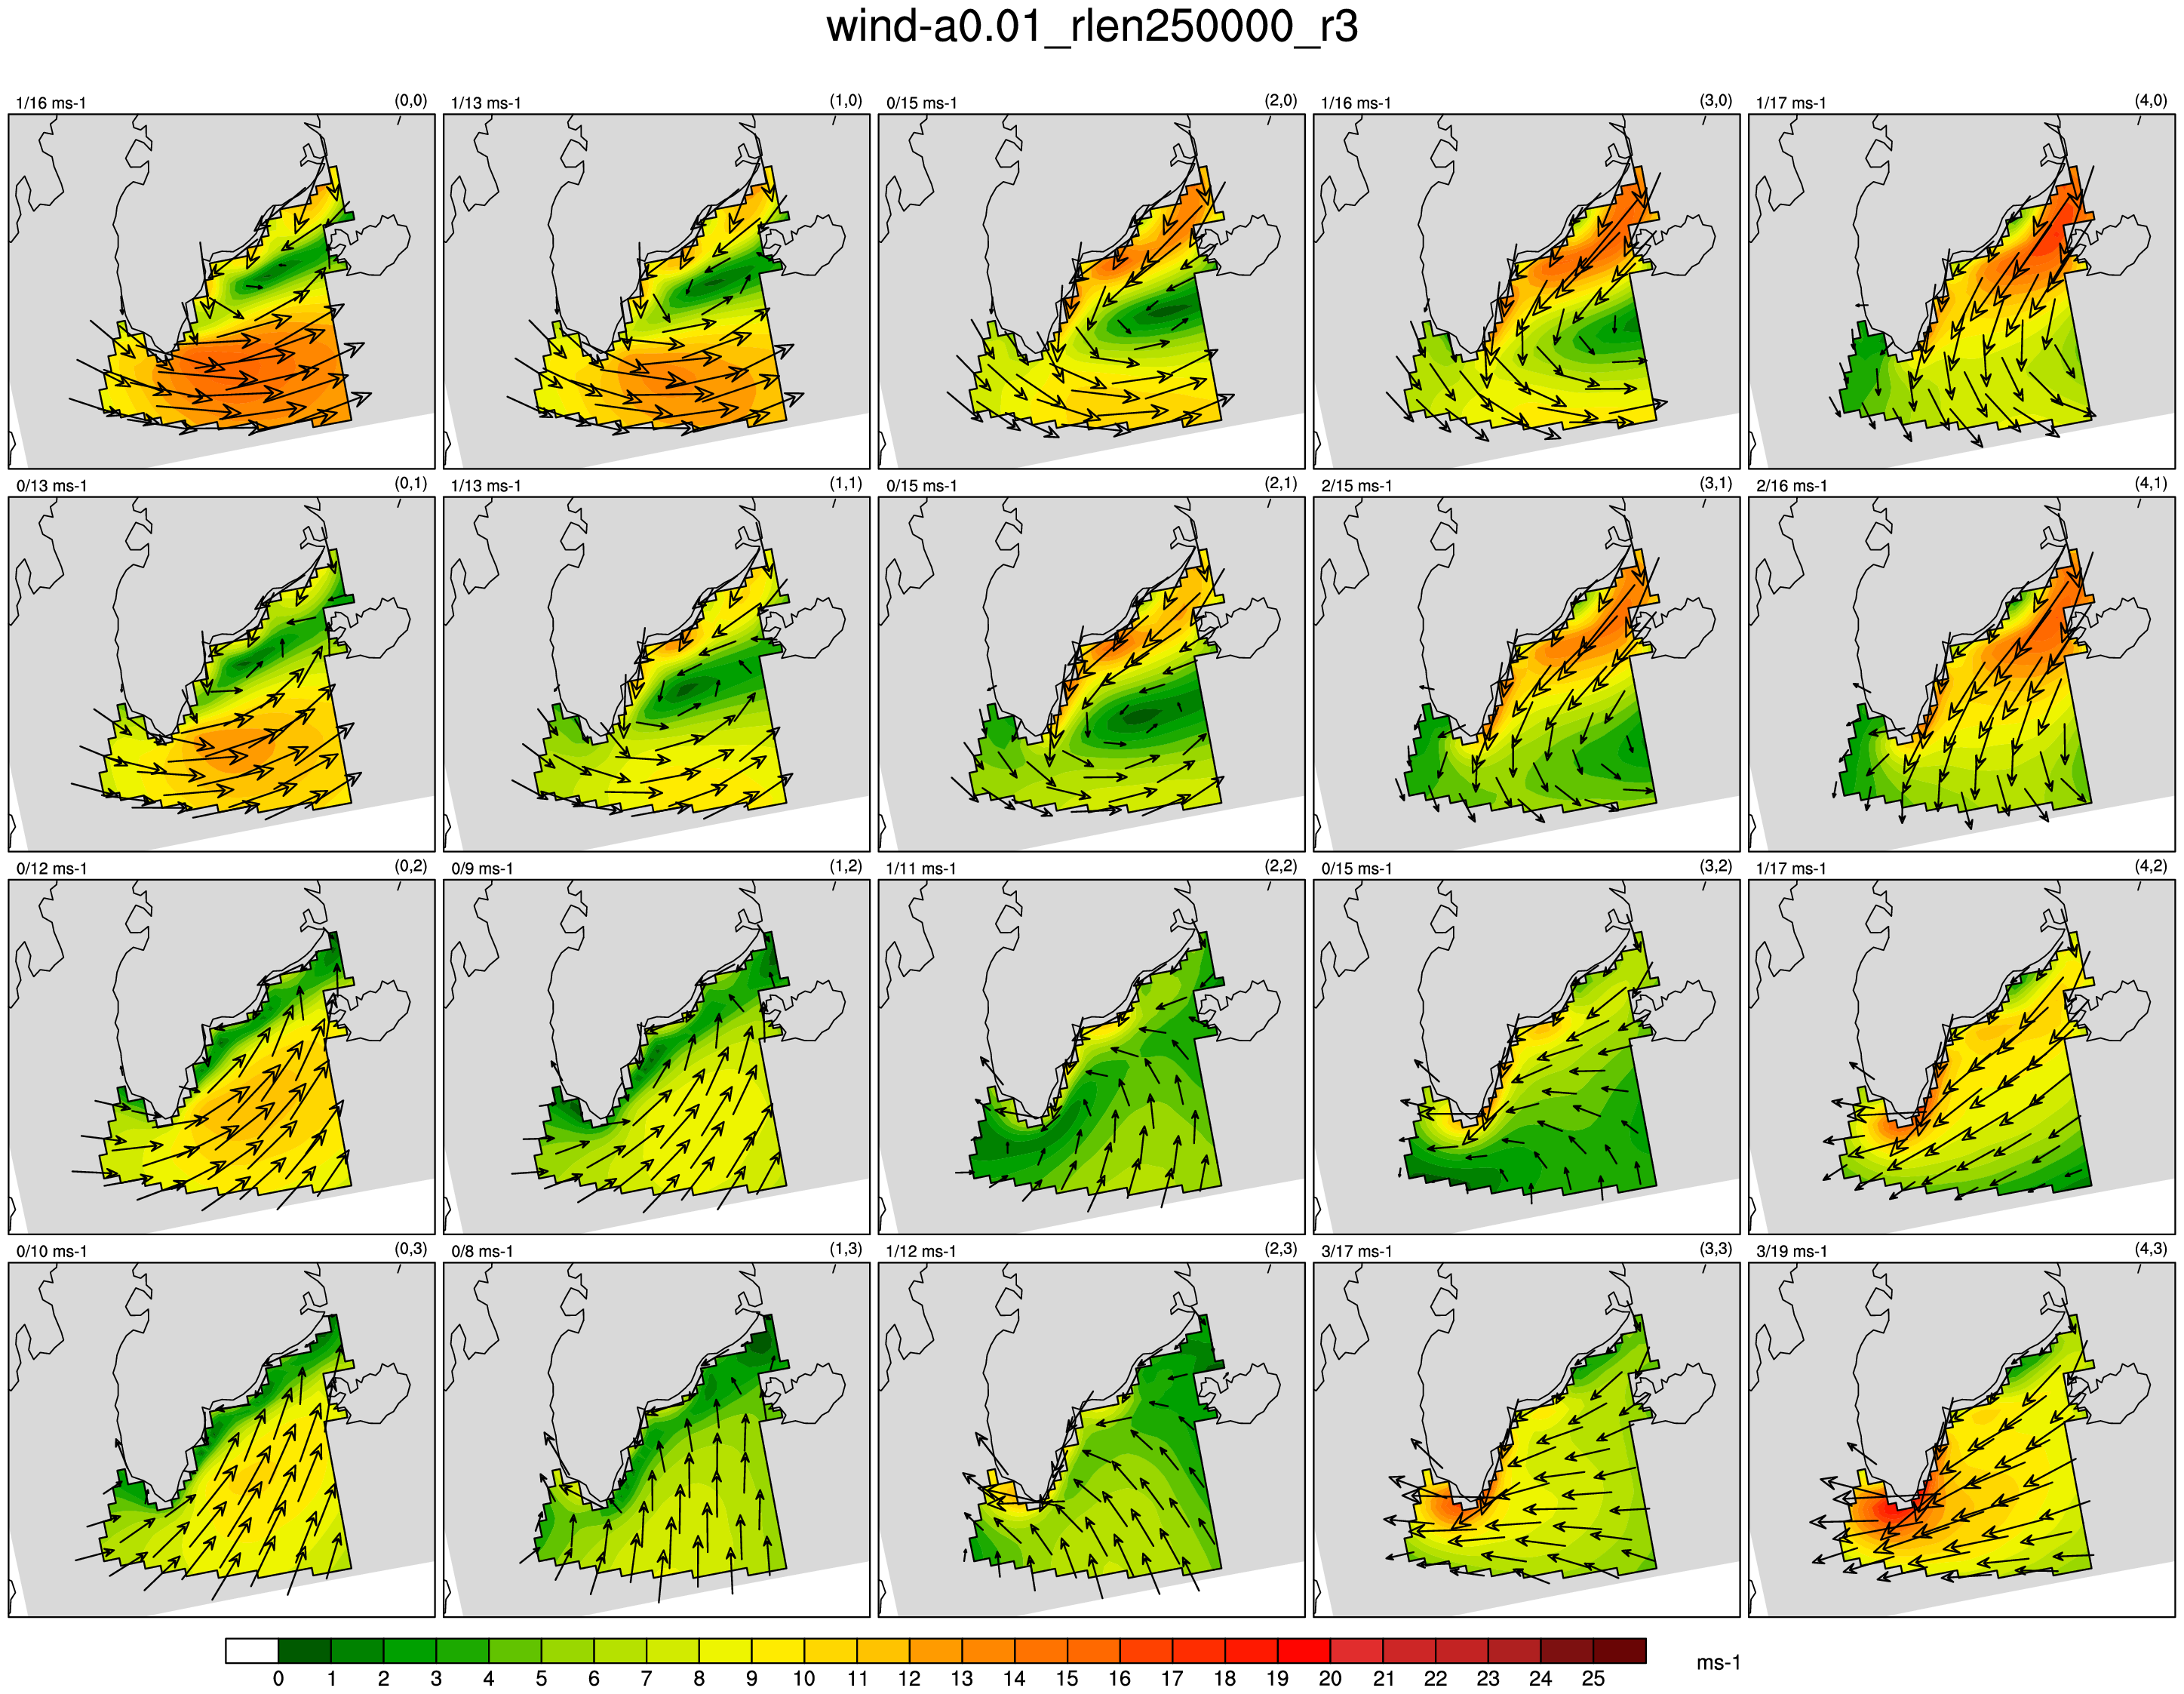 wind-a0.01_rlen250000_r3
1/16 ms-1 (0,0) 1/13 ms-1 (1,0) 0/15 ms-1 (2,0) 1/16 ms-1 (3,0) 1/17 ms-1 (4,0)
0/13 ms-1 (0,1) 1/13 ms-1 (1,1) 0/15 ms-1 (2,1) 2/15 ms-1 (3,1) 2/16 ms-1 (4,1)
0/12 ms-1 (0,2) 0/9 ms-1 (1,2) 1/11 ms-1 (2,2) 0/15 ms-1 (3,2) 1/17 ms-1 (4,2)
0/10 ms-1 (0,3) 0/8 ms-1 (1,3) 1/12 ms-1 (2,3) 3/17 ms-1 (3,3) 3/19 ms-1 (4,3)
0 1 2 3 4 5 6 7 8 9 10 11 12 13 14 15 16 17 18 19 20 21 22 23 24 25 ms-1